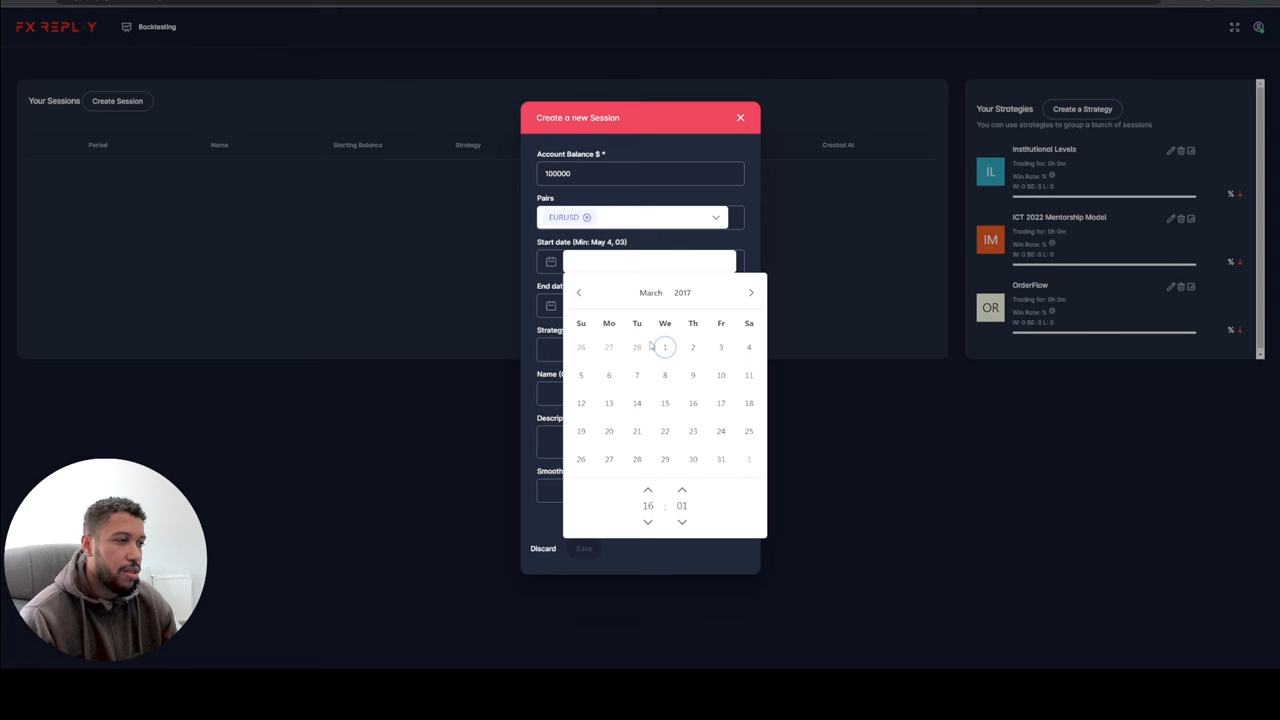 FX REPLAY
Backtesting
Your Sessions
Create Session
Period
Name
Starting Balance
Strategy
Created At
Your Strategies
Create a Strategy
You can use strategies to group a bunch of sessions
IL
Institutional Levels
Trading for: 0h 0m
Win Rate: %
W: 0 BE: 0 L: 0
%
IM
ICT 2022 Mentorship Model
Trading for: 0h 0m
Win Rate: %
W: 0 BE: 0 L: 0
%
OR
OrderFlow
Trading for: 0h 0m
Win Rate: %
W: 0 BE: 0 L: 0
%
Create a new Session
Account Balance $ *
100000
Pairs
EURUSD
Start date (Min: May 4, 03)
End dat
Strategy
Name (
Descrip
Smooth
March 2017
Su Mo Tu We Th Fr Sa
26 27 28 1 2 3 4
5 6 7 8 9 10 11
12 13 14 15 16 17 18
19 20 21 22 23 24 25
26 27 28 29 30 31 1
16 : 01
Discard
Save